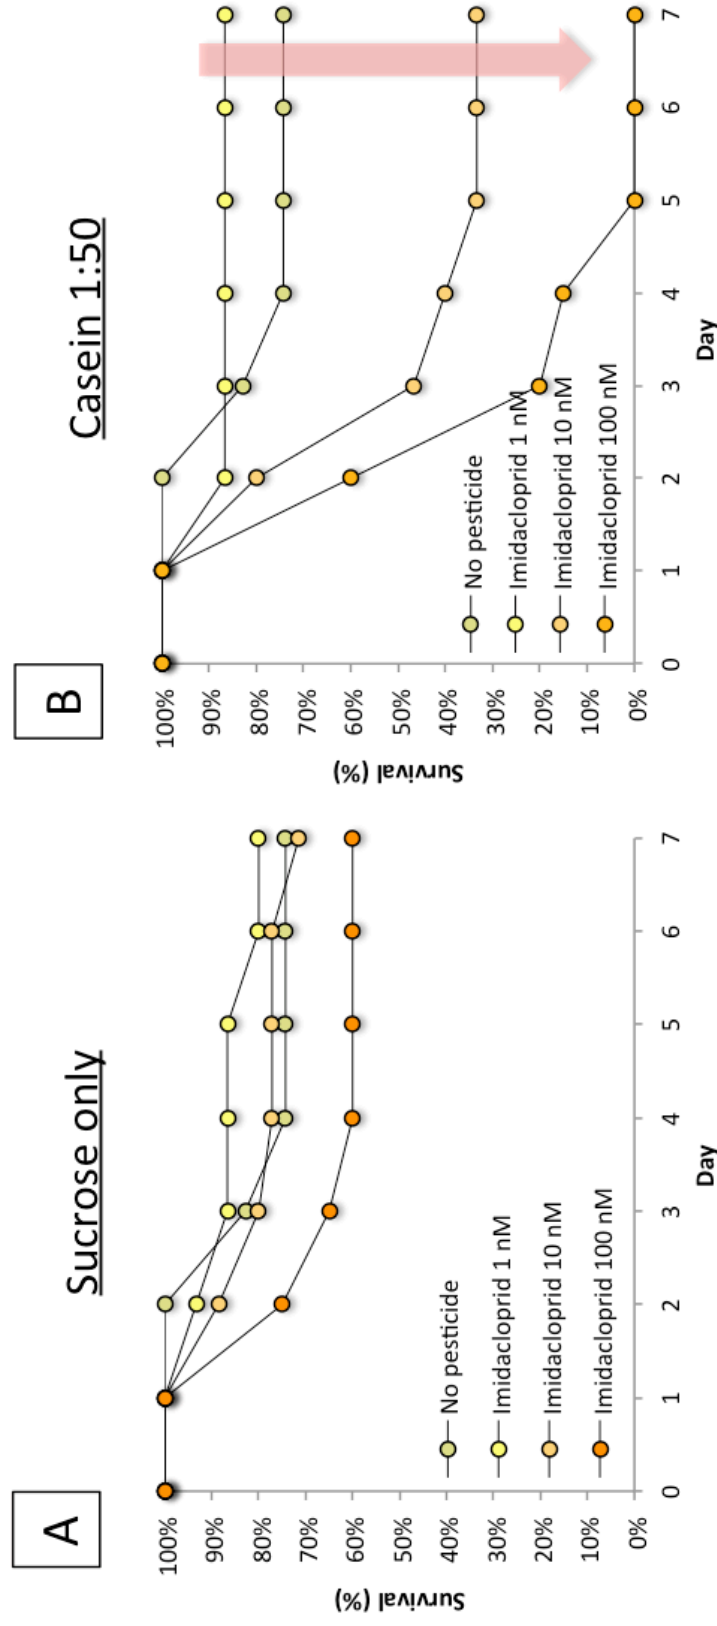 A
Sucrose only
Survival (%)
100%
90%
80%
70%
60%
50%
40%
30%
20%
10%
0%
No pesticide
Imidacloprid 1 nM
Imidacloprid 10 nM
Imidacloprid 100 nM
0 1 2 3 4 5 6 7
Day
B
Casein 1:50
Survival (%)
100%
90%
80%
70%
60%
50%
40%
30%
20%
10%
0%
No pesticide
Imidacloprid 1 nM
Imidacloprid 10 nM
Imidacloprid 100 nM
0 1 2 3 4 5 6 7
Day